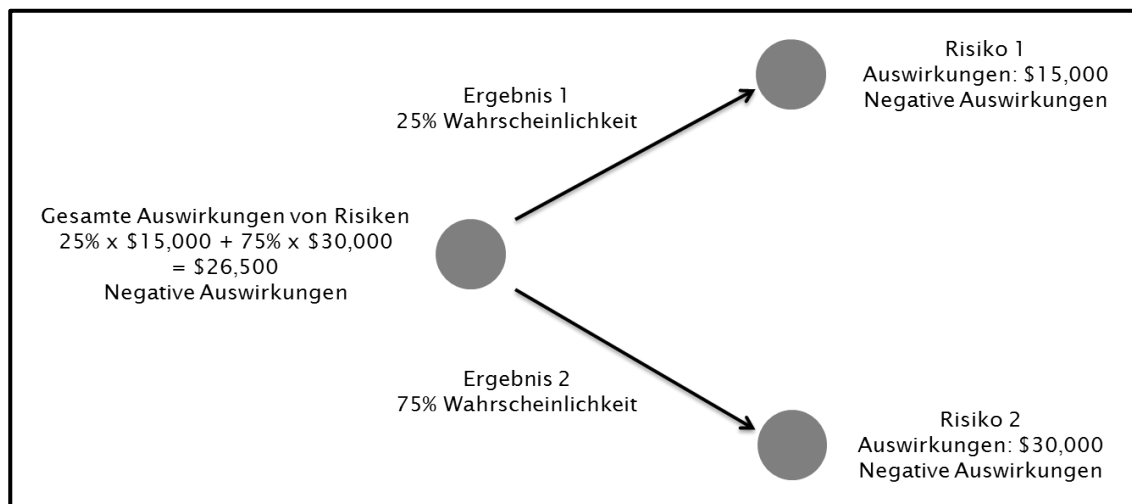 Risiko 1
Auswirkungen: $15,000
Negative Auswirkungen
Ergebnis 1
25% Wahrscheinlichkeit
Gesamte Auswirkungen von Risiken
25% x $15,000 + 75% x $30,000
= $26,500
Negative Auswirkungen
Ergebnis 2
75% Wahrscheinlichkeit
Risiko 2
Auswirkungen: $30,000
Negative Auswirkungen